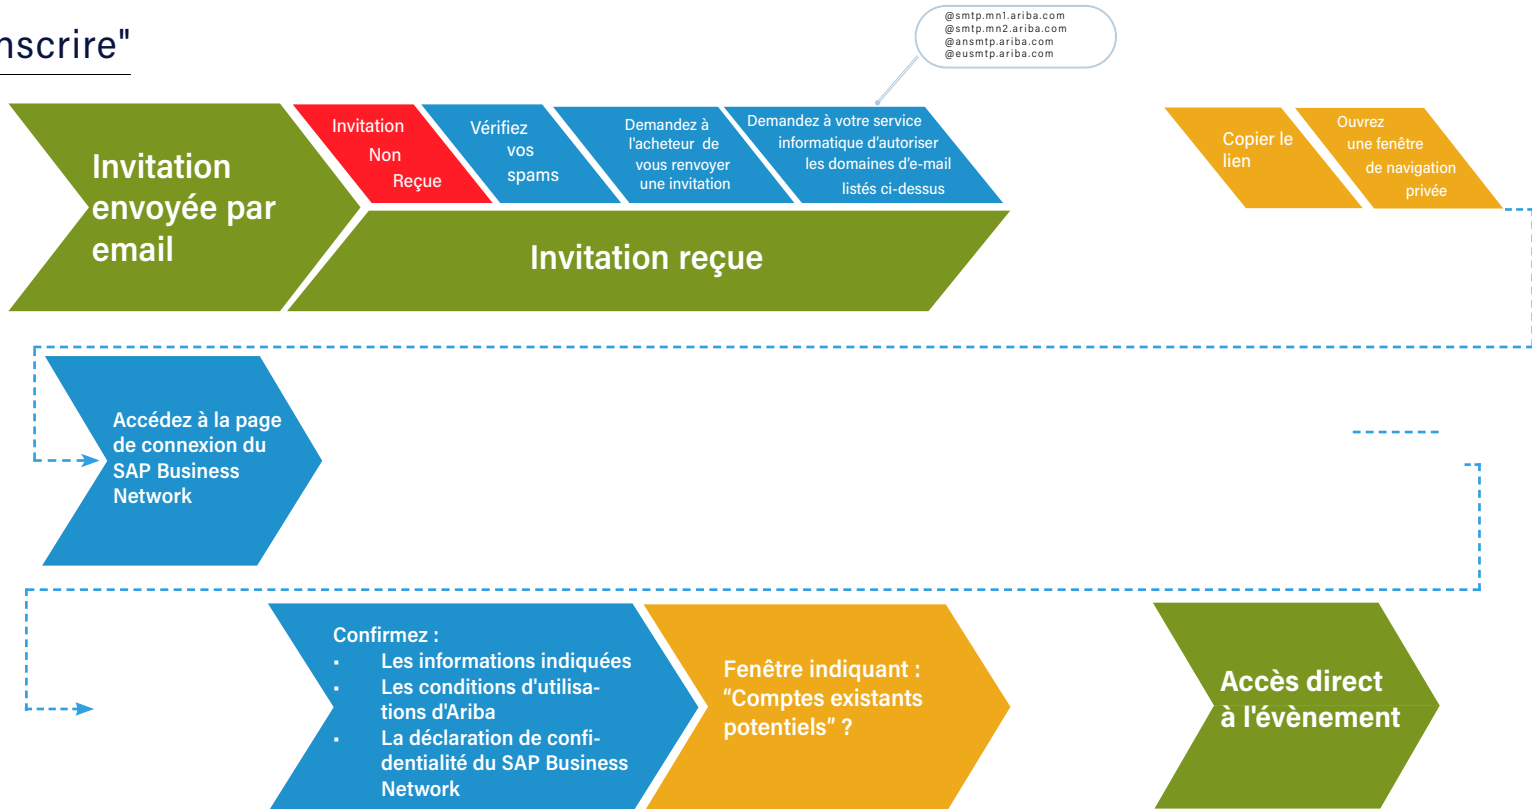 nscrire"
@smtp.mn1.ariba.com
@smtp.mn2.ariba.com
@ansmtp.ariba.com
@eusmtp.ariba.com
Invitation
envoyée par
email
Invitation
Non
Reçue
Vérifiez
vos
spams
Demandez à
l'acheteur de
vous renvoyer
une invitation
Demandez à votre service
informatique d'autoriser
les domaines d'e-mail
listés ci-dessus
Invitation reçue
Copier le
lien
Ouvrez
une fenêtre
de navigation
privée
Accédez à la page
de connexion du
SAP Business
Network
Confirmez :
▪ Les informations indiquées
▪ Les conditions d'utilisa-
tions d'Ariba
▪ La déclaration de confi-
dentialité du SAP Business
Network
Fenêtre indiquant :
“Comptes existants
potentiels” ?
Accès direct
à l'évènement